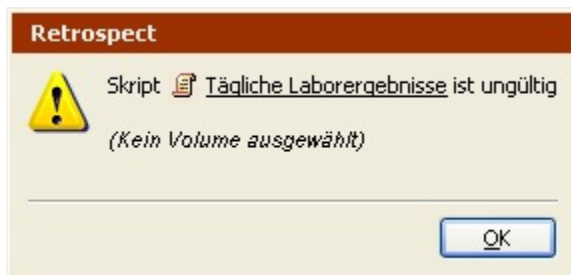 Retrospect
Skript Tägliche Laborergebnisse ist ungültig
(Kein Volume ausgewählt)
OK